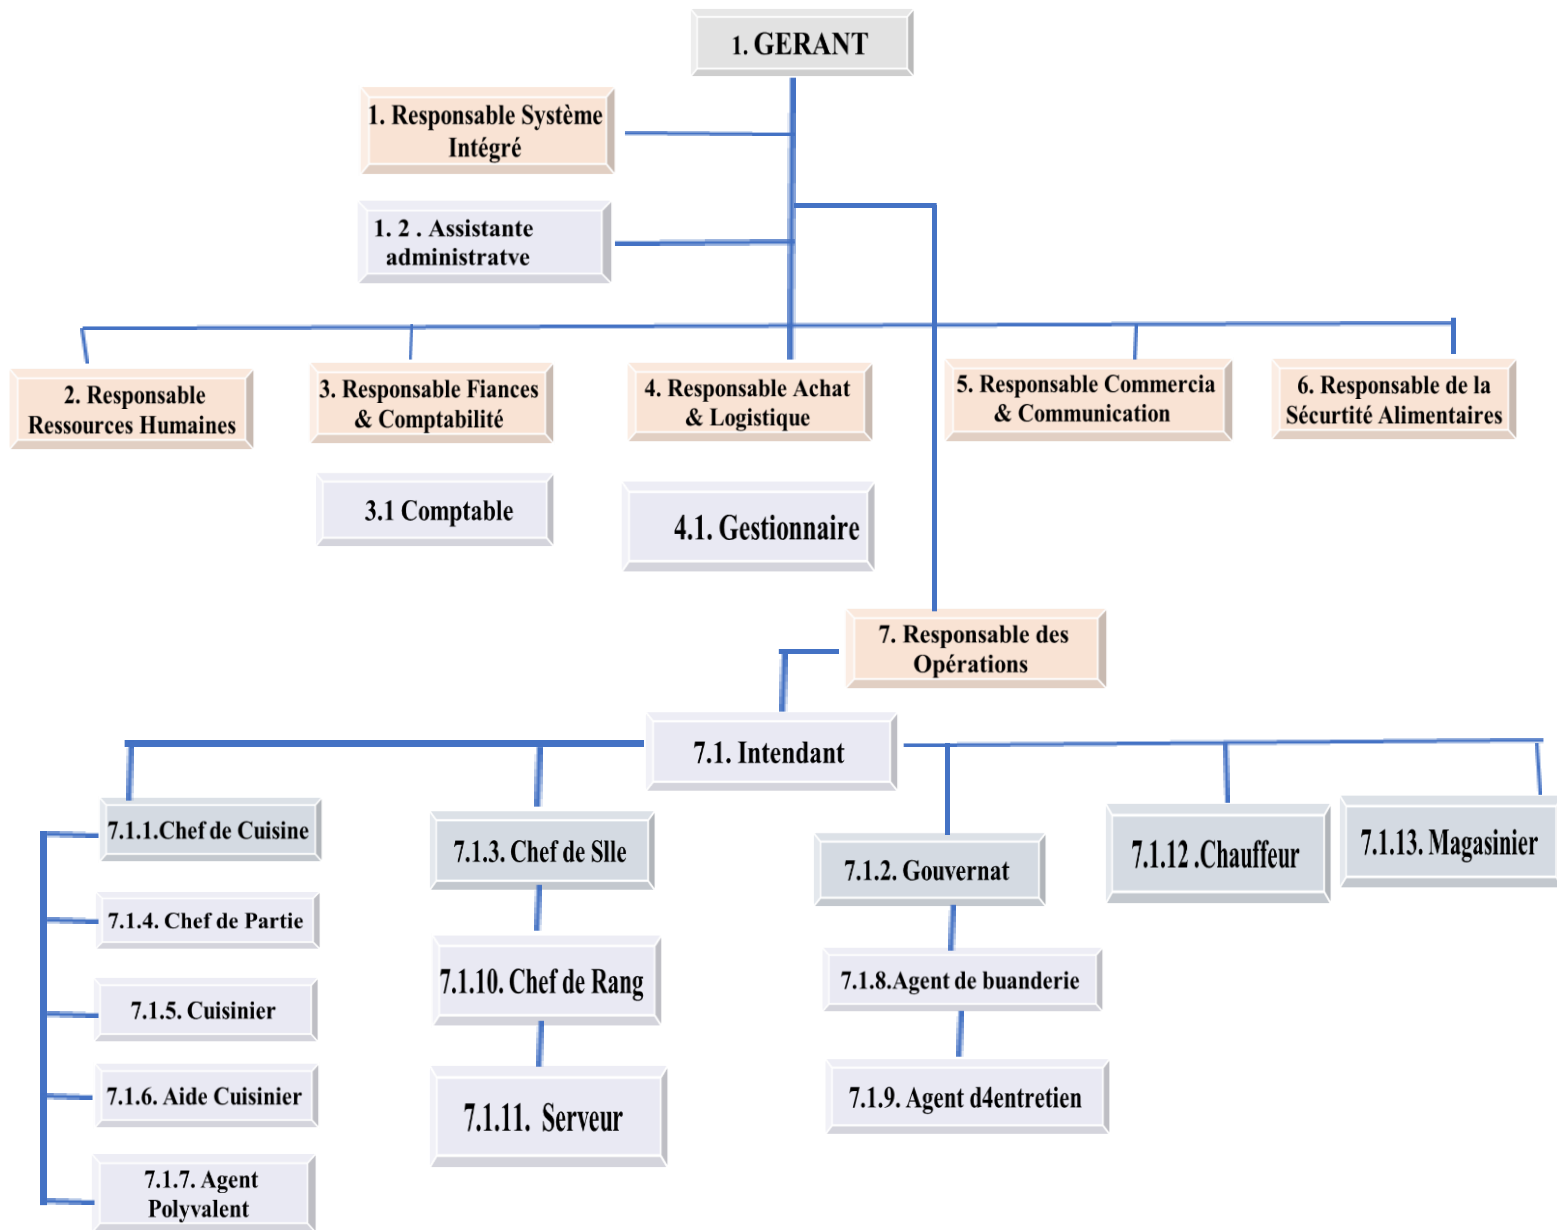 1. GERANT
1. Responsable Système
Intégré
1. 2 . Assistante
administratve
2. Responsable
Ressources Humaines
3. Responsable Fiances
& Comptabilité
4. Responsable Achat
& Logistique
5. Responsable Commercia
& Communication
6. Responsable de la
Sécurtité Alimentaires
3.1 Comptable
4.1. Gestionnaire
7. Responsable des
Opérations
7.1. Intendant
7.1.1.Chef de Cuisine
7.1.3. Chef de Slle
7.1.2. Gouvernat
7.1.12 .Chauffeur
7.1.13. Magasinier
7.1.4. Chef de Partie
7.1.10. Chef de Rang
7.1.8.Agent de buanderie
7.1.5. Cuisinier
7.1.6. Aide Cuisinier
7.1.11. Serveur
7.1.9. Agent d4entretien
7.1.7. Agent
Polyvalent